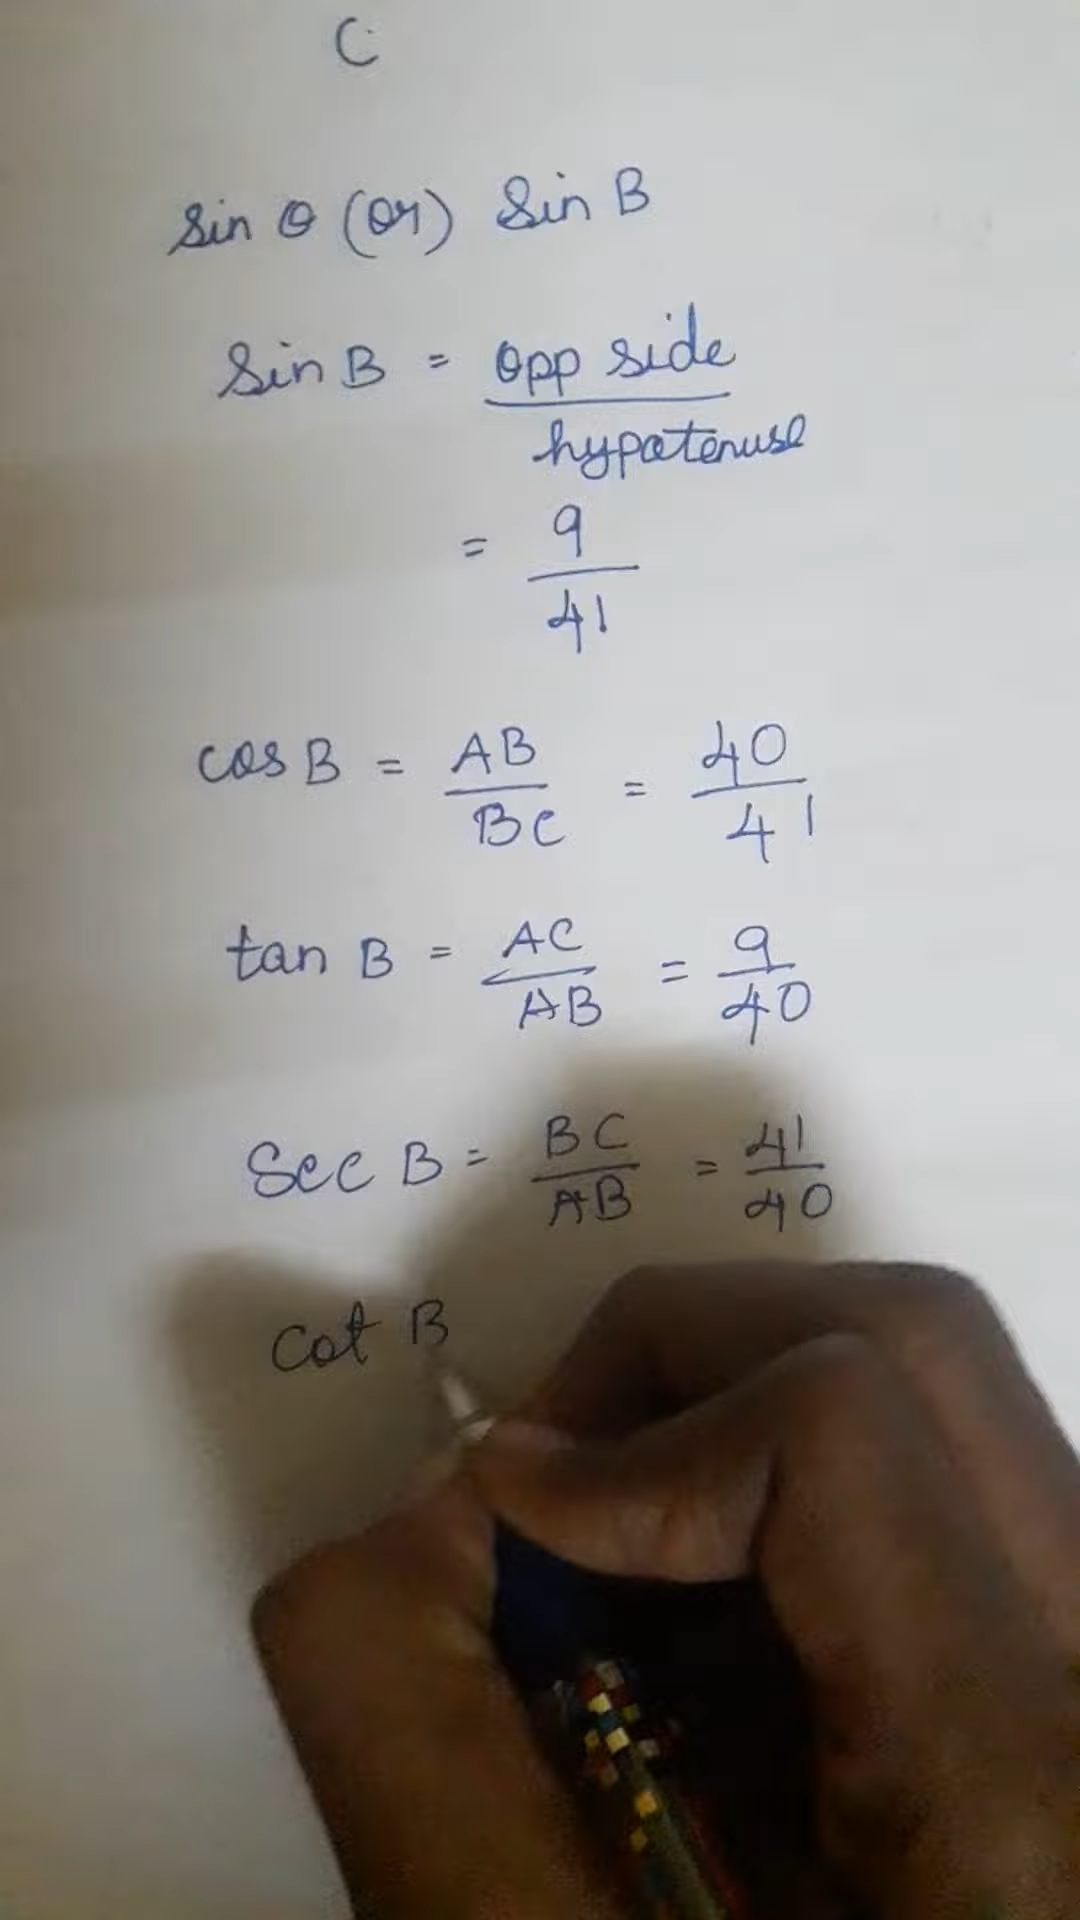 C
Sin θ (or) Sin B
Sin B = Opp side / hypotenuse
= 9/41
cos B = AB/BC = 40/41
tan B = AC/AB = 9/40
Sec B = BC/AB = 41/40
Cot B